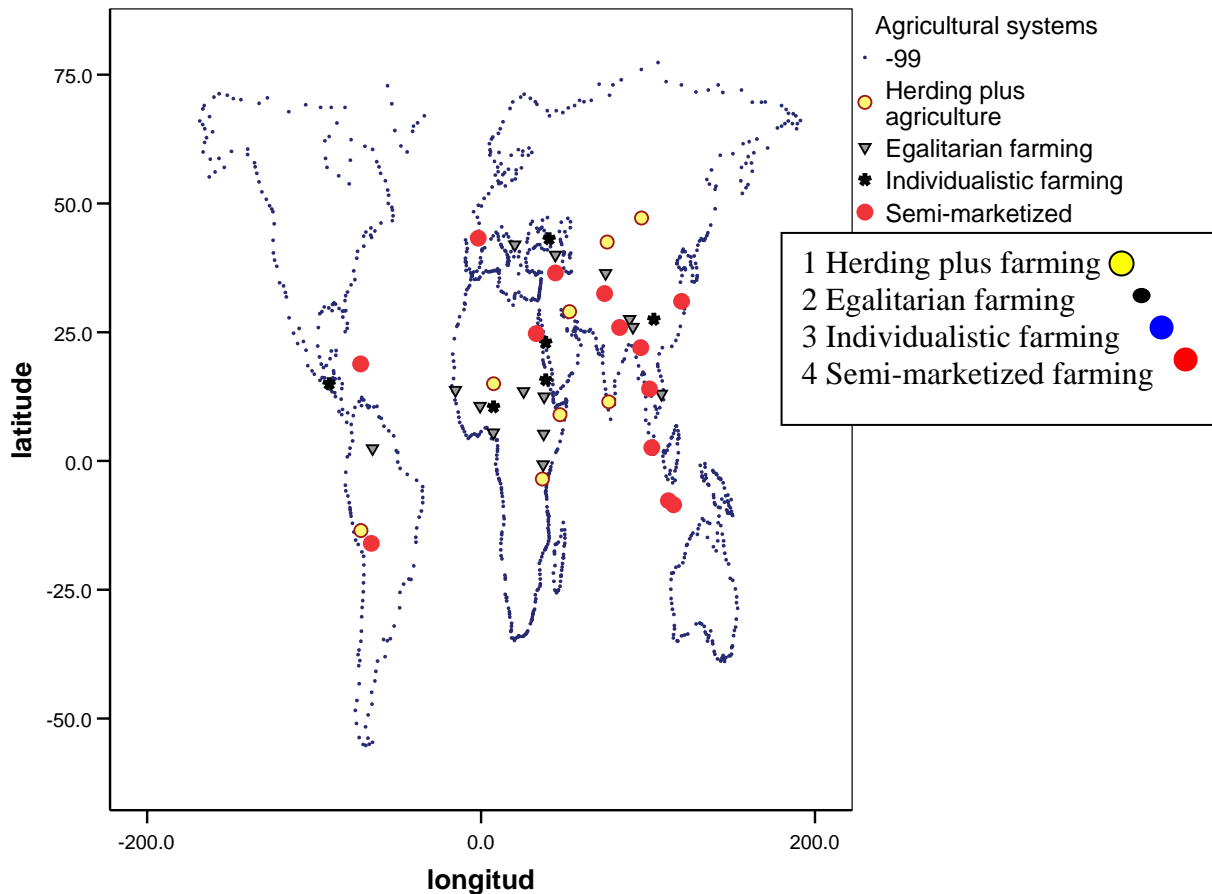 Agricultural systems
-99
Herding plus
agriculture
Egalitarian farming
Individualistic farming
Semi-marketized
1 Herding plus farming
2 Egalitarian farming
3 Individualistic farming
4 Semi-marketized farming
75.0
50.0
25.0
0.0
-25.0
-50.0
latitude
-200.0 0.0 200.0
longitud